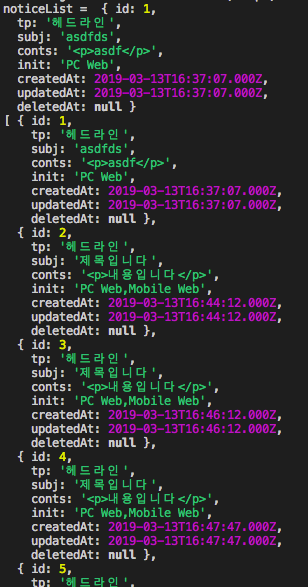 noticeList =  { id: 1,
  tp: '헤드라인',
  subj: 'asdfds',
  conts: '<p>asdf</p>',
  init: 'PC Web',
  createdAt: 2019-03-13T16:37:07.000Z,
  updatedAt: 2019-03-13T16:37:07.000Z,
  deletedAt: null }
[ { id: 1,
    tp: '헤드라인',
    subj: 'asdfds',
    conts: '<p>asdf</p>',
    init: 'PC Web',
    createdAt: 2019-03-13T16:37:07.000Z,
    updatedAt: 2019-03-13T16:37:07.000Z,
    deletedAt: null },
  { id: 2,
    tp: '헤드라인',
    subj: '제목입니다',
    conts: '<p>내용입니다</p>',
    init: 'PC Web,Mobile Web',
    createdAt: 2019-03-13T16:44:12.000Z,
    updatedAt: 2019-03-13T16:44:12.000Z,
    deletedAt: null },
  { id: 3,
    tp: '헤드라인',
    subj: '제목입니다',
    conts: '<p>내용입니다</p>',
    init: 'PC Web,Mobile Web',
    createdAt: 2019-03-13T16:46:12.000Z,
    updatedAt: 2019-03-13T16:46:12.000Z,
    deletedAt: null },
  { id: 4,
    tp: '헤드라인',
    subj: '제목입니다',
    conts: '<p>내용입니다</p>',
    init: 'PC Web,Mobile Web',
    createdAt: 2019-03-13T16:47:47.000Z,
    updatedAt: 2019-03-13T16:47:47.000Z,
    deletedAt: null },
  { id: 5,
    tp: '헤드라인',